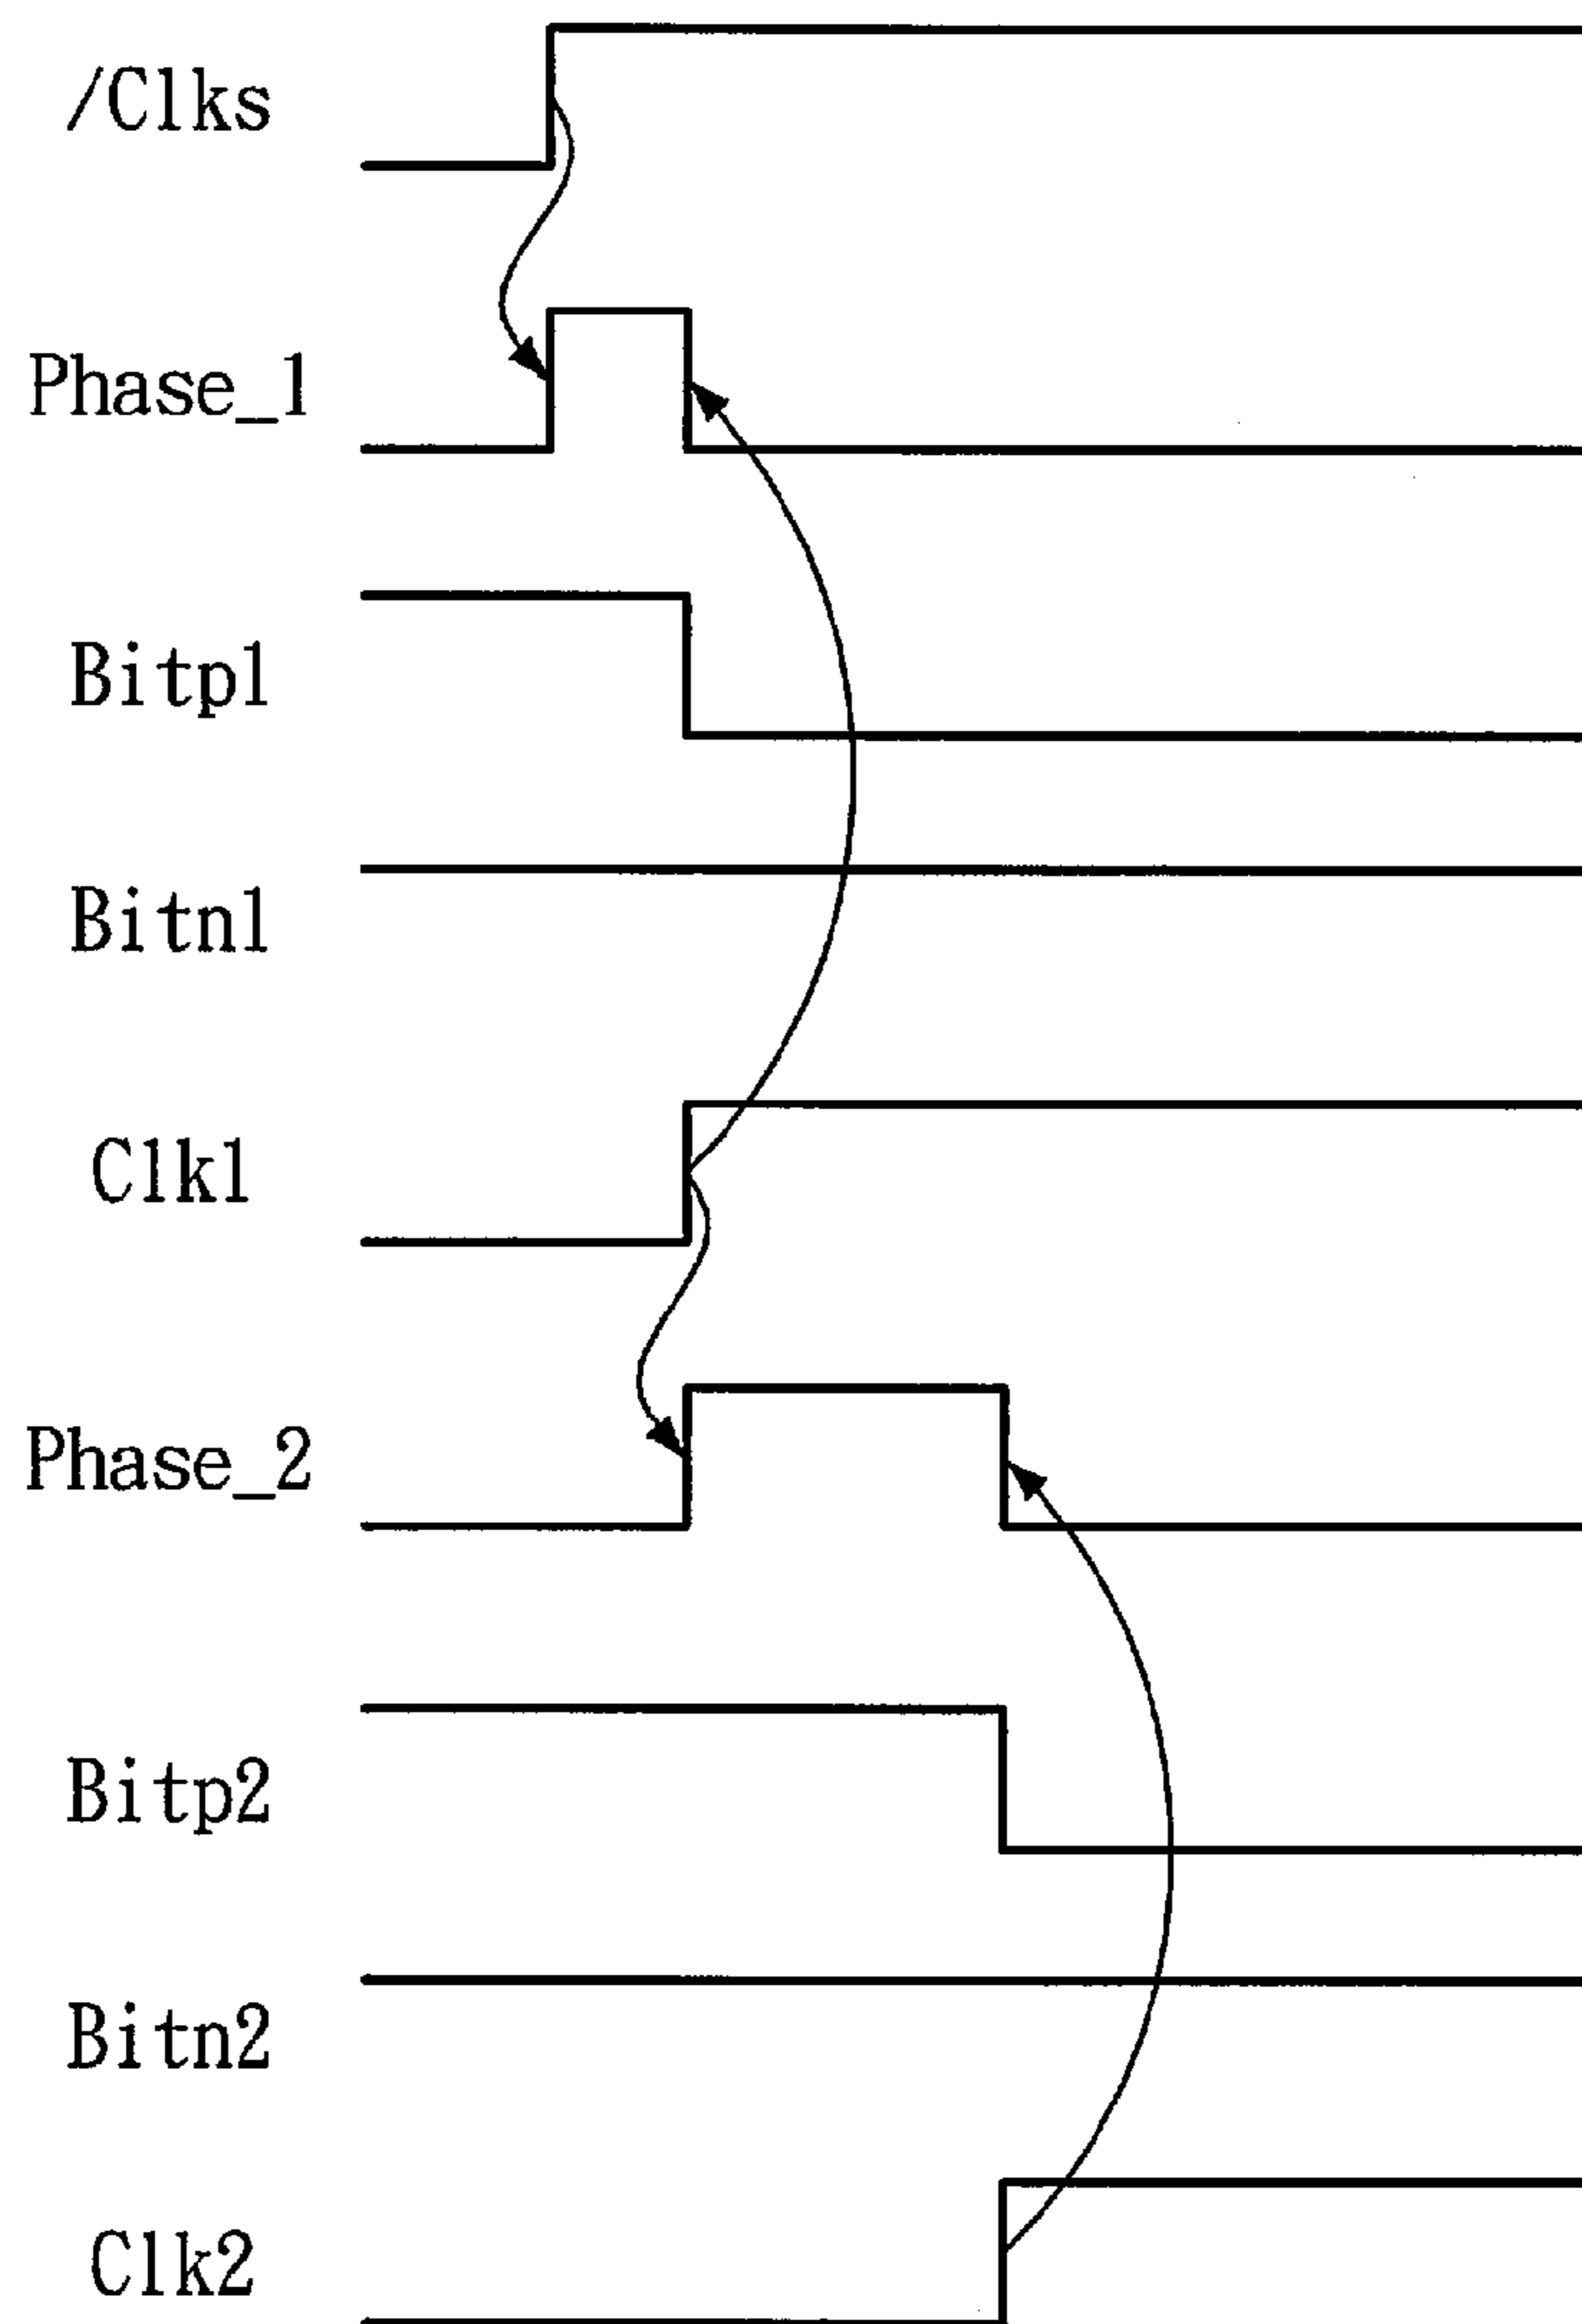 /Clks
Phase_1
Bitp1
Bitn1
Clk1
Phase_2
Bitp2
Bitn2
Clk2